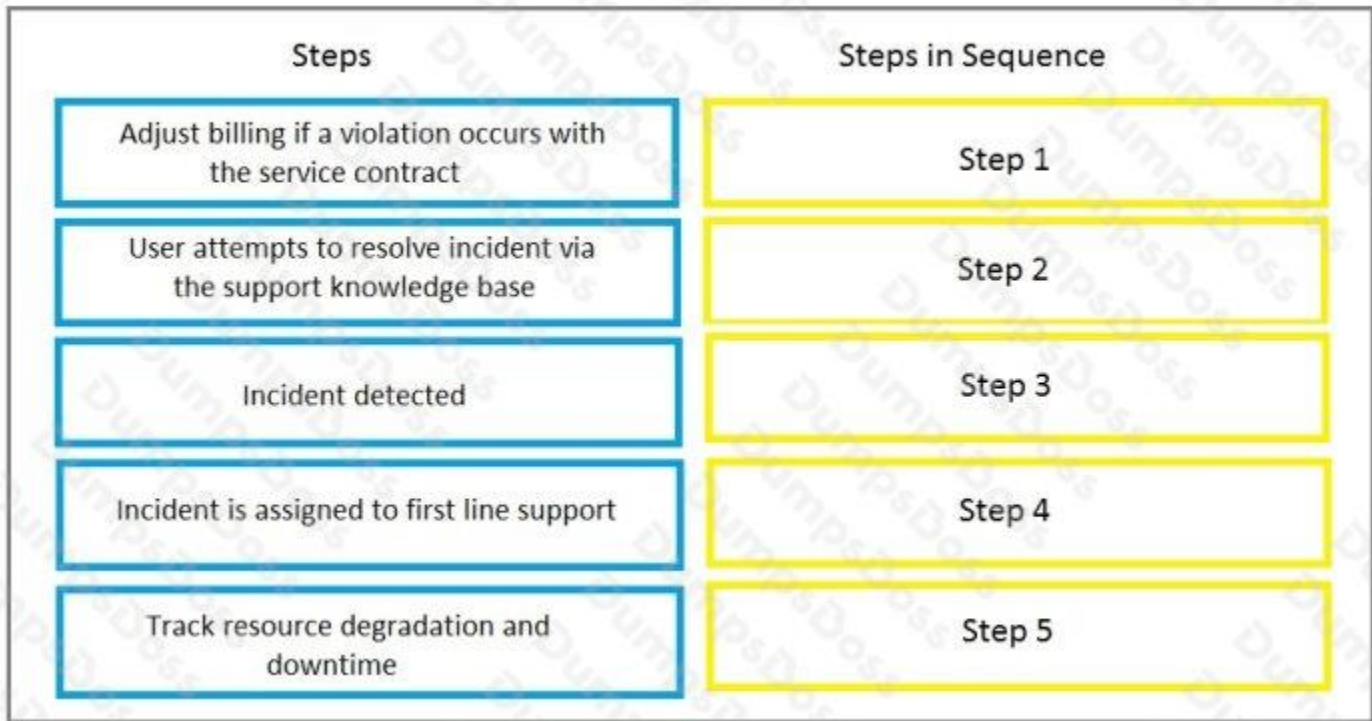 Steps
Steps in Sequence
Adjust billing if a violation occurs with
the service contract
Step 1
User attempts to resolve incident via
the support knowledge base
Step 2
Incident detected
Step 3
Incident is assigned to first line support
Step 4
Track resource degradation and
downtime
Step 5
DumpsDoss